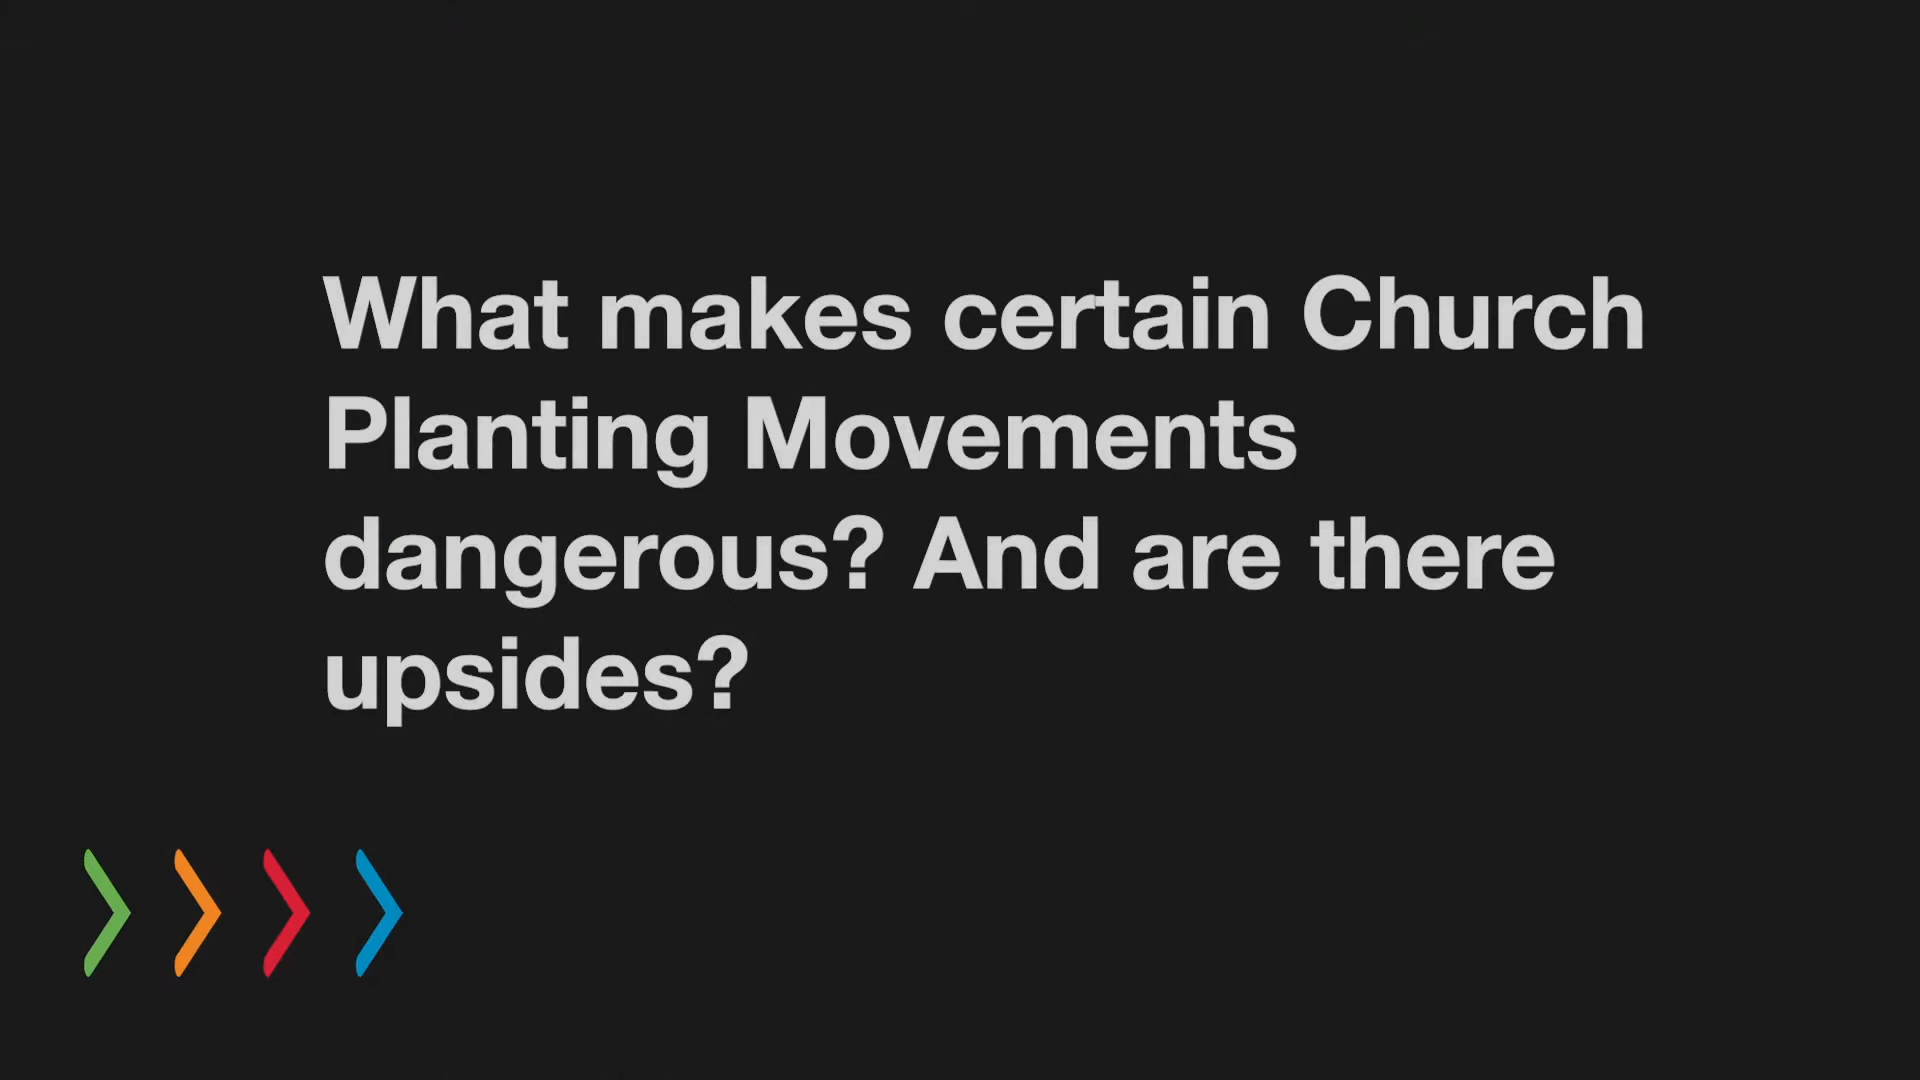 What makes certain Church
Planting Movements
dangerous? And are there
upsides?